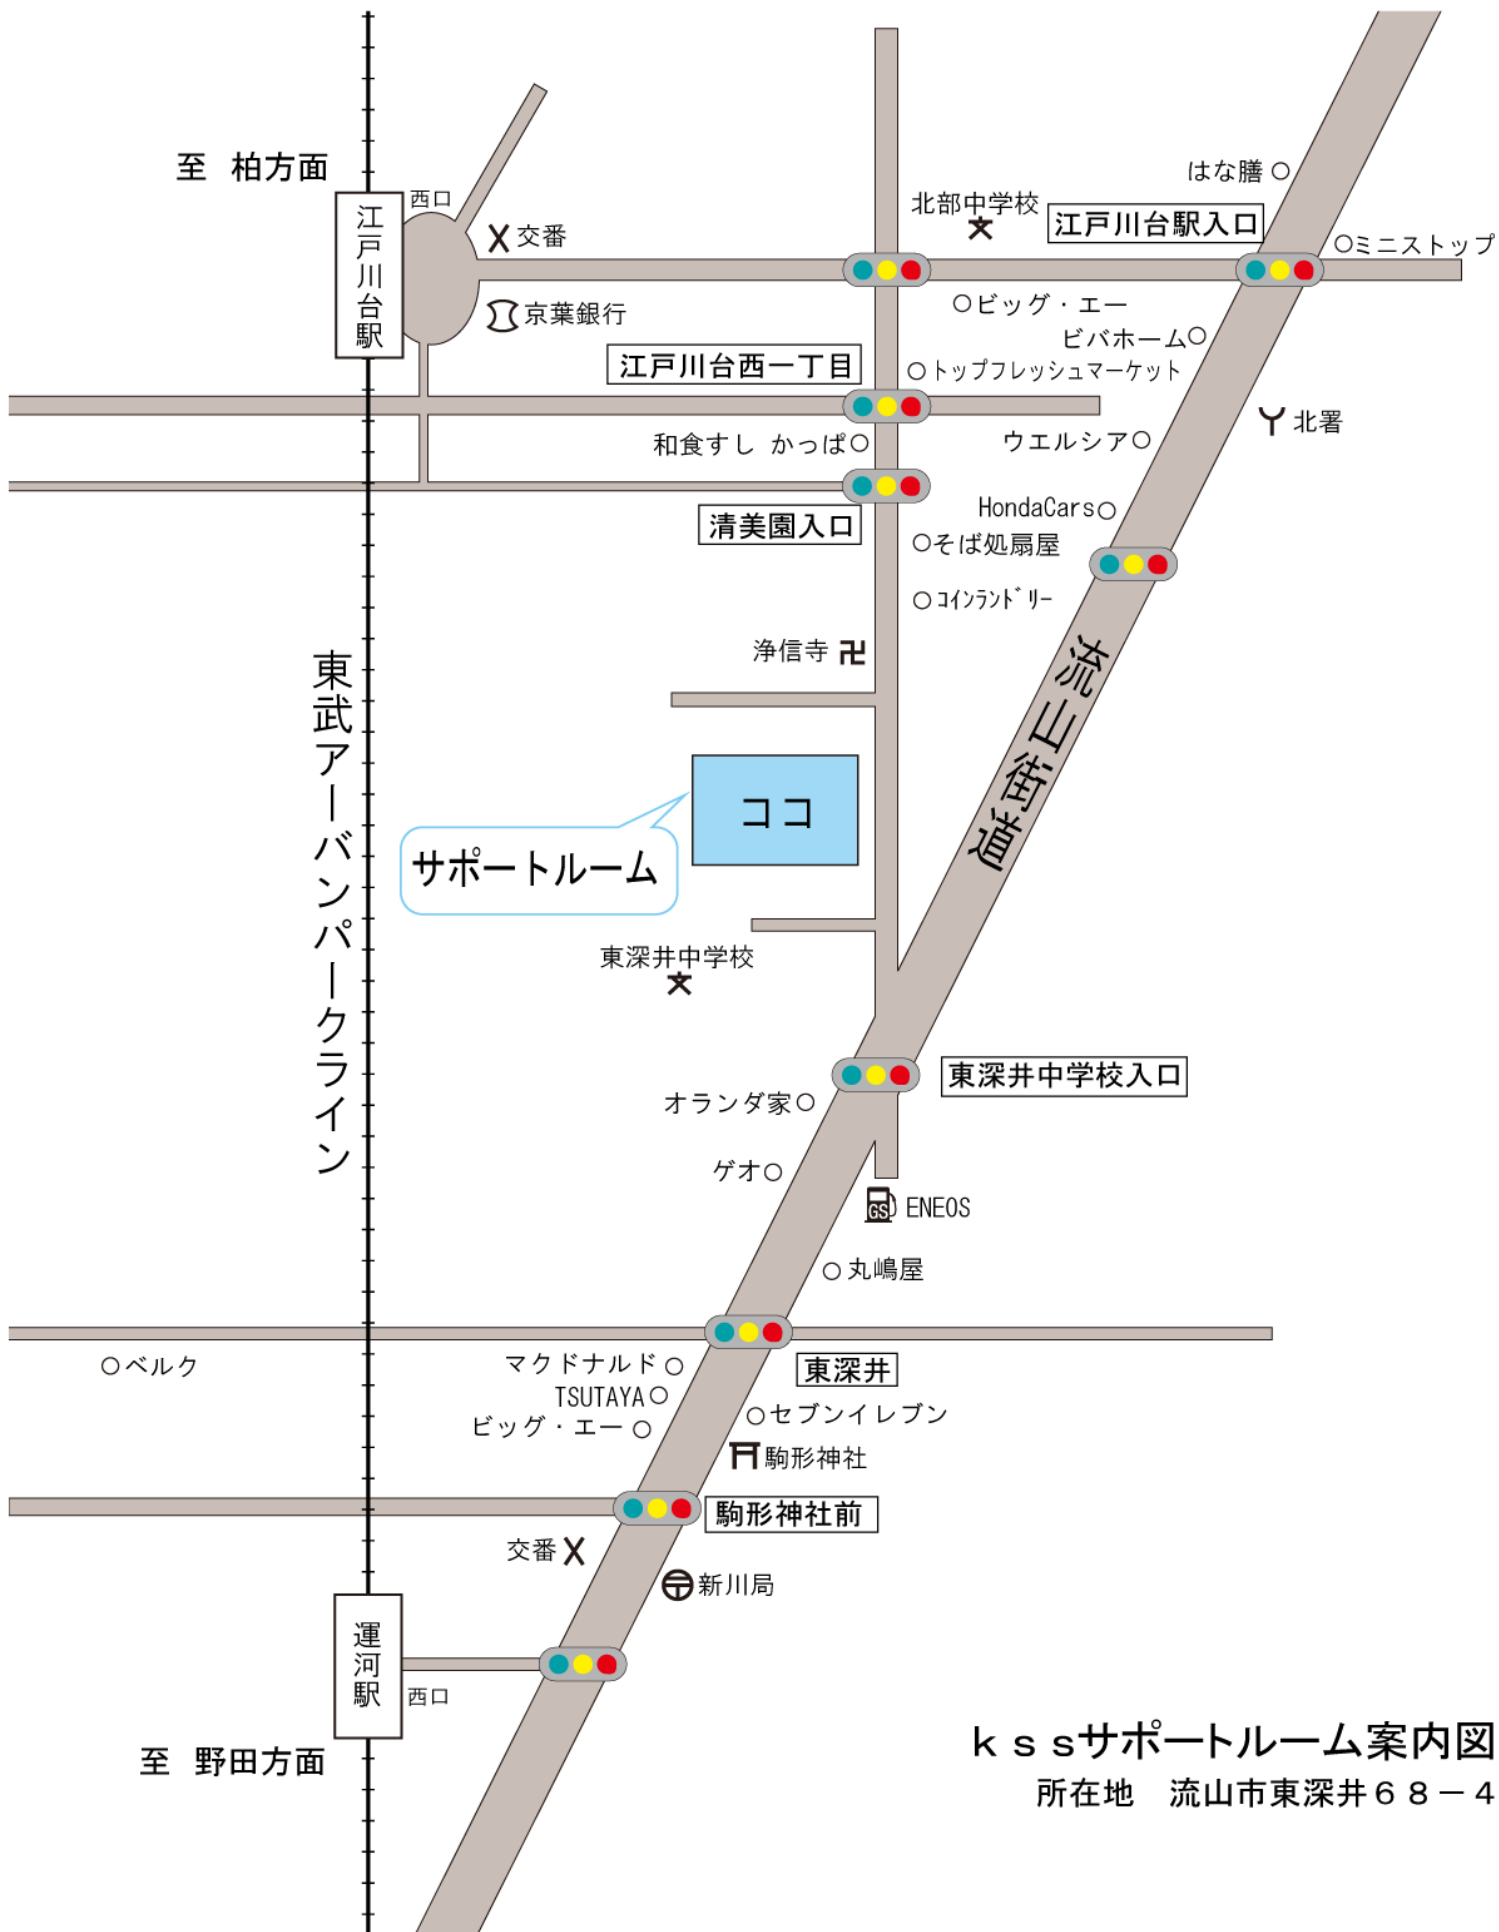 至 柏方面
西口
江戸川台駅
交番
京葉銀行
はな膳
北部中学校
江戸川台駅入口
ミニストップ
ビッグ・エー
ビバホーム
江戸川台西一丁目
トップフレッシュマーケット
北署
和食すし かっぱ
ウエルシア
清美園入口
HondaCars
そば処扇屋
コインランドリー
浄信寺
流山街道
東武アーバンパークライン
ココ
サポートルーム
東深井中学校
東深井中学校入口
オランダ家
ゲオ
GS
ENEOS
丸嶋屋
ベルク
マクドナルド
東深井
TSUTAYA
ビッグ・エー
セブンイレブン
駒形神社
駒形神社前
交番
新川局
運河駅
西口
至 野田方面
kssサポートルーム案内図
所在地 流山市東深井68-4